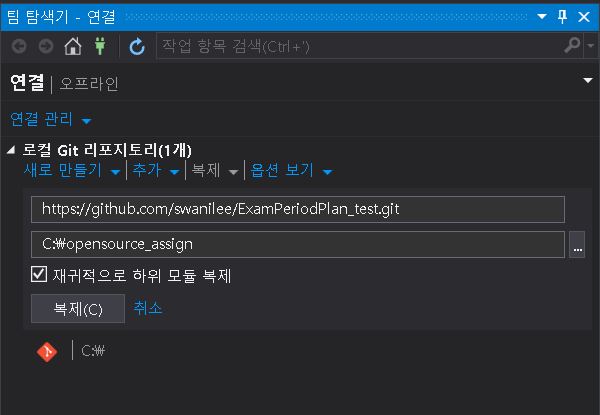 팀 탐색기 - 연결
작업 항목 검색(Ctrl+')
연결 | 오프라인
연결 관리
로컬 Git 리포지토리(1개)
새로 만들기 | 추가 | 복제 | 옵션 보기
https://github.com/swanilee/ExamPeriodPlan_test.git
C:₩opensource_assign
...
재귀적으로 하위 모듈 복제
복제(C) 취소
C:₩